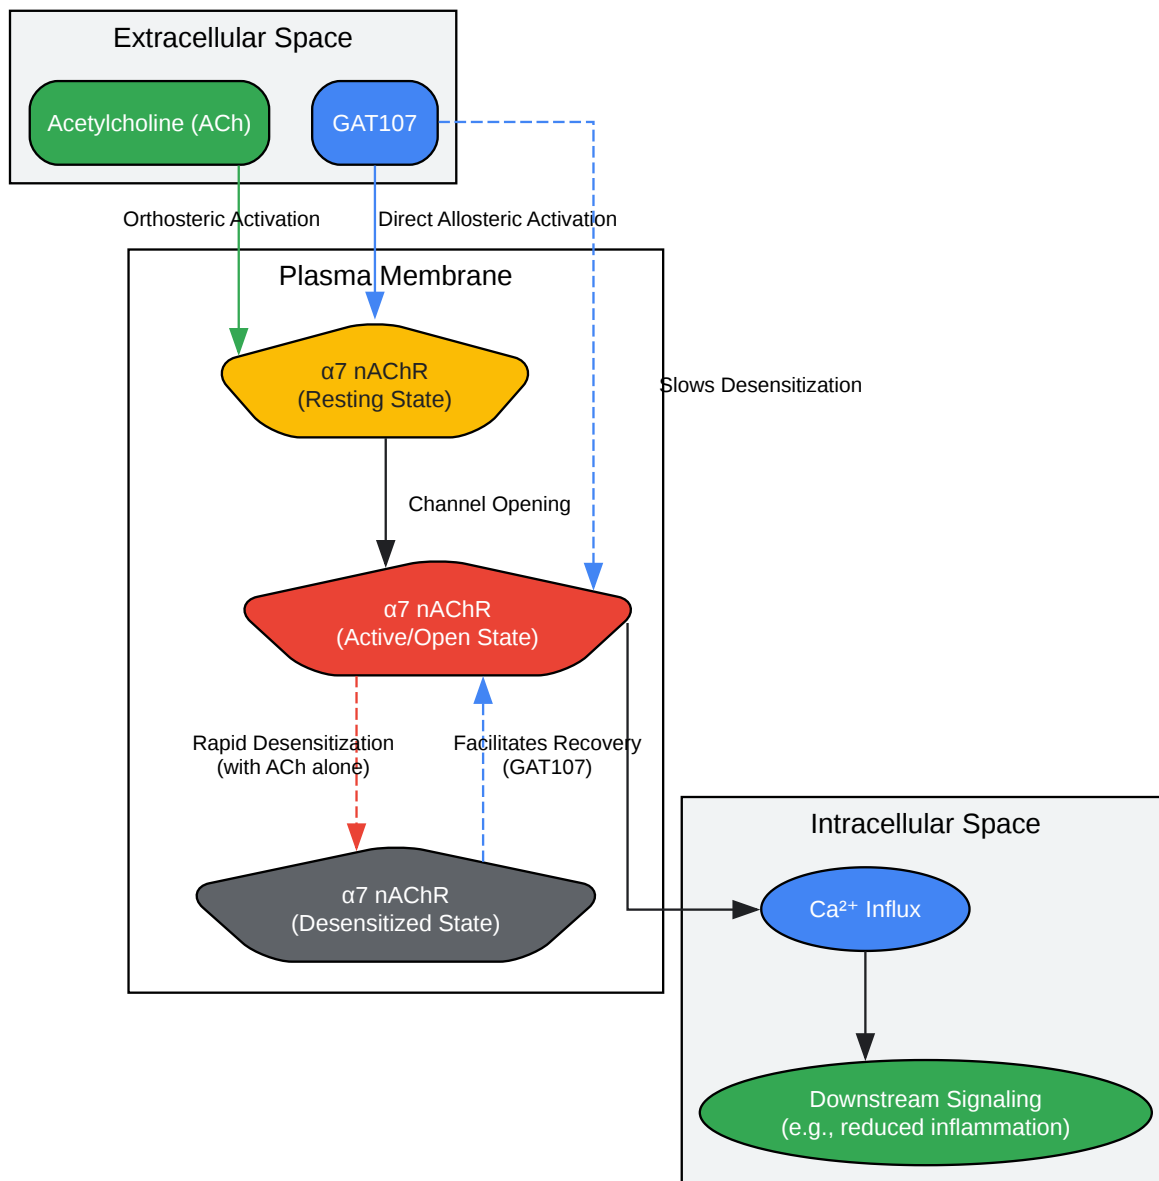 Extracellular Space
Acetylcholine (ACh)
GAT107
Orthosteric Activation
Direct Allosteric Activation
Plasma Membrane
α7 nAChR
(Resting State)
Slows Desensitization
Channel Opening
α7 nAChR
(Active/Open State)
Rapid Desensitization
(with ACh alone)
Facilitates Recovery
(GAT107)
α7 nAChR
(Desensitized State)
Intracellular Space
Ca²⁺ Influx
Downstream Signaling
(e.g., reduced inflammation)